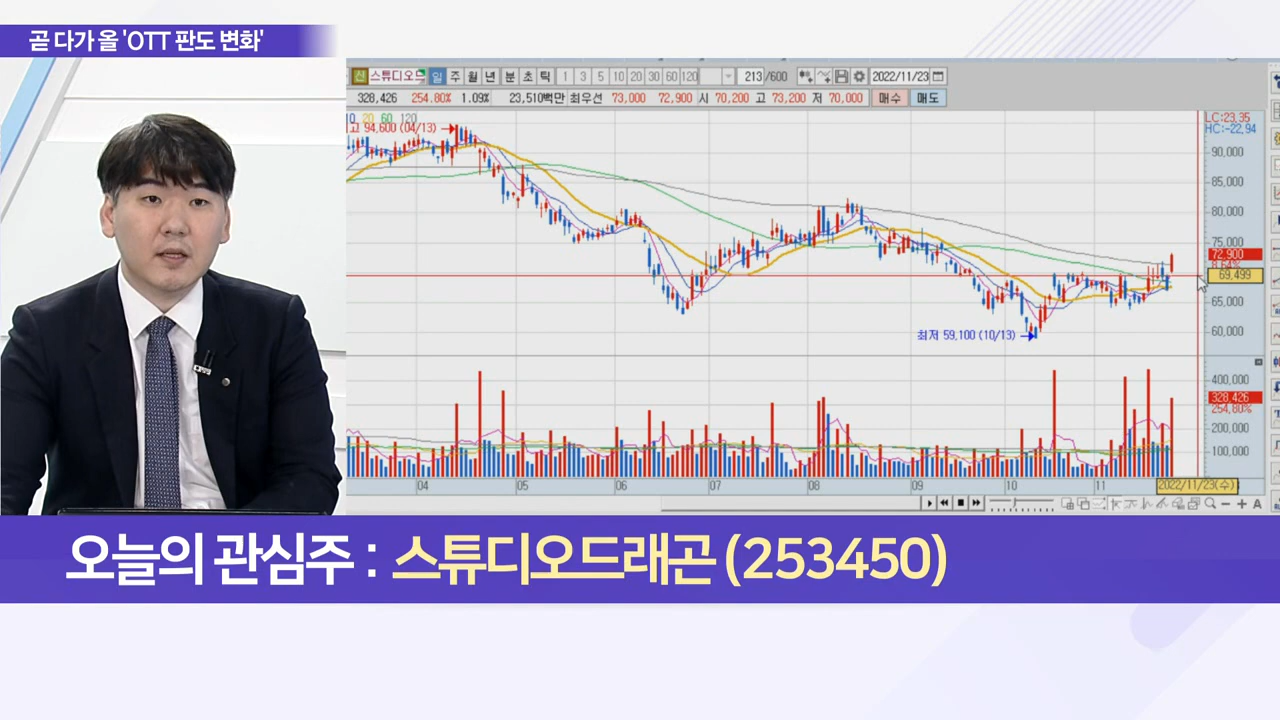 곧 다가 올 'OTT 판도 변화'
신 스튜디오드 일 주 월 년 분 초 틱 1 3 5 10 20 30 60 120 213 /600 2022/11/23
328,426 254.80% 1.09% 23,510백만 최우선 73,000 72,900 시 70,200 고 73,200 저 70,000 매수 매도
20 60 120
고 94,600 (04/13)
LC:23,35
HC:-22,94
90,000
85,000
80,000
75,000
72,900
69,499
65,000
최저 59,100 (10/13)
60,000
400,000
328,426
254.80%
200,000
100,000
04 05 06 07 08 09 10 11 2022/11/23(수)
A
오늘의 관심주 : 스튜디오드래곤 (253450)